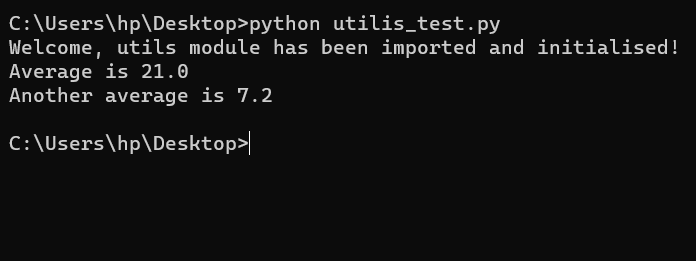 C:\Users\hp\Desktop>python utilis_test.py
Welcome, utils module has been imported and initialised!
Average is 21.0
Another average is 7.2
C:\Users\hp\Desktop>